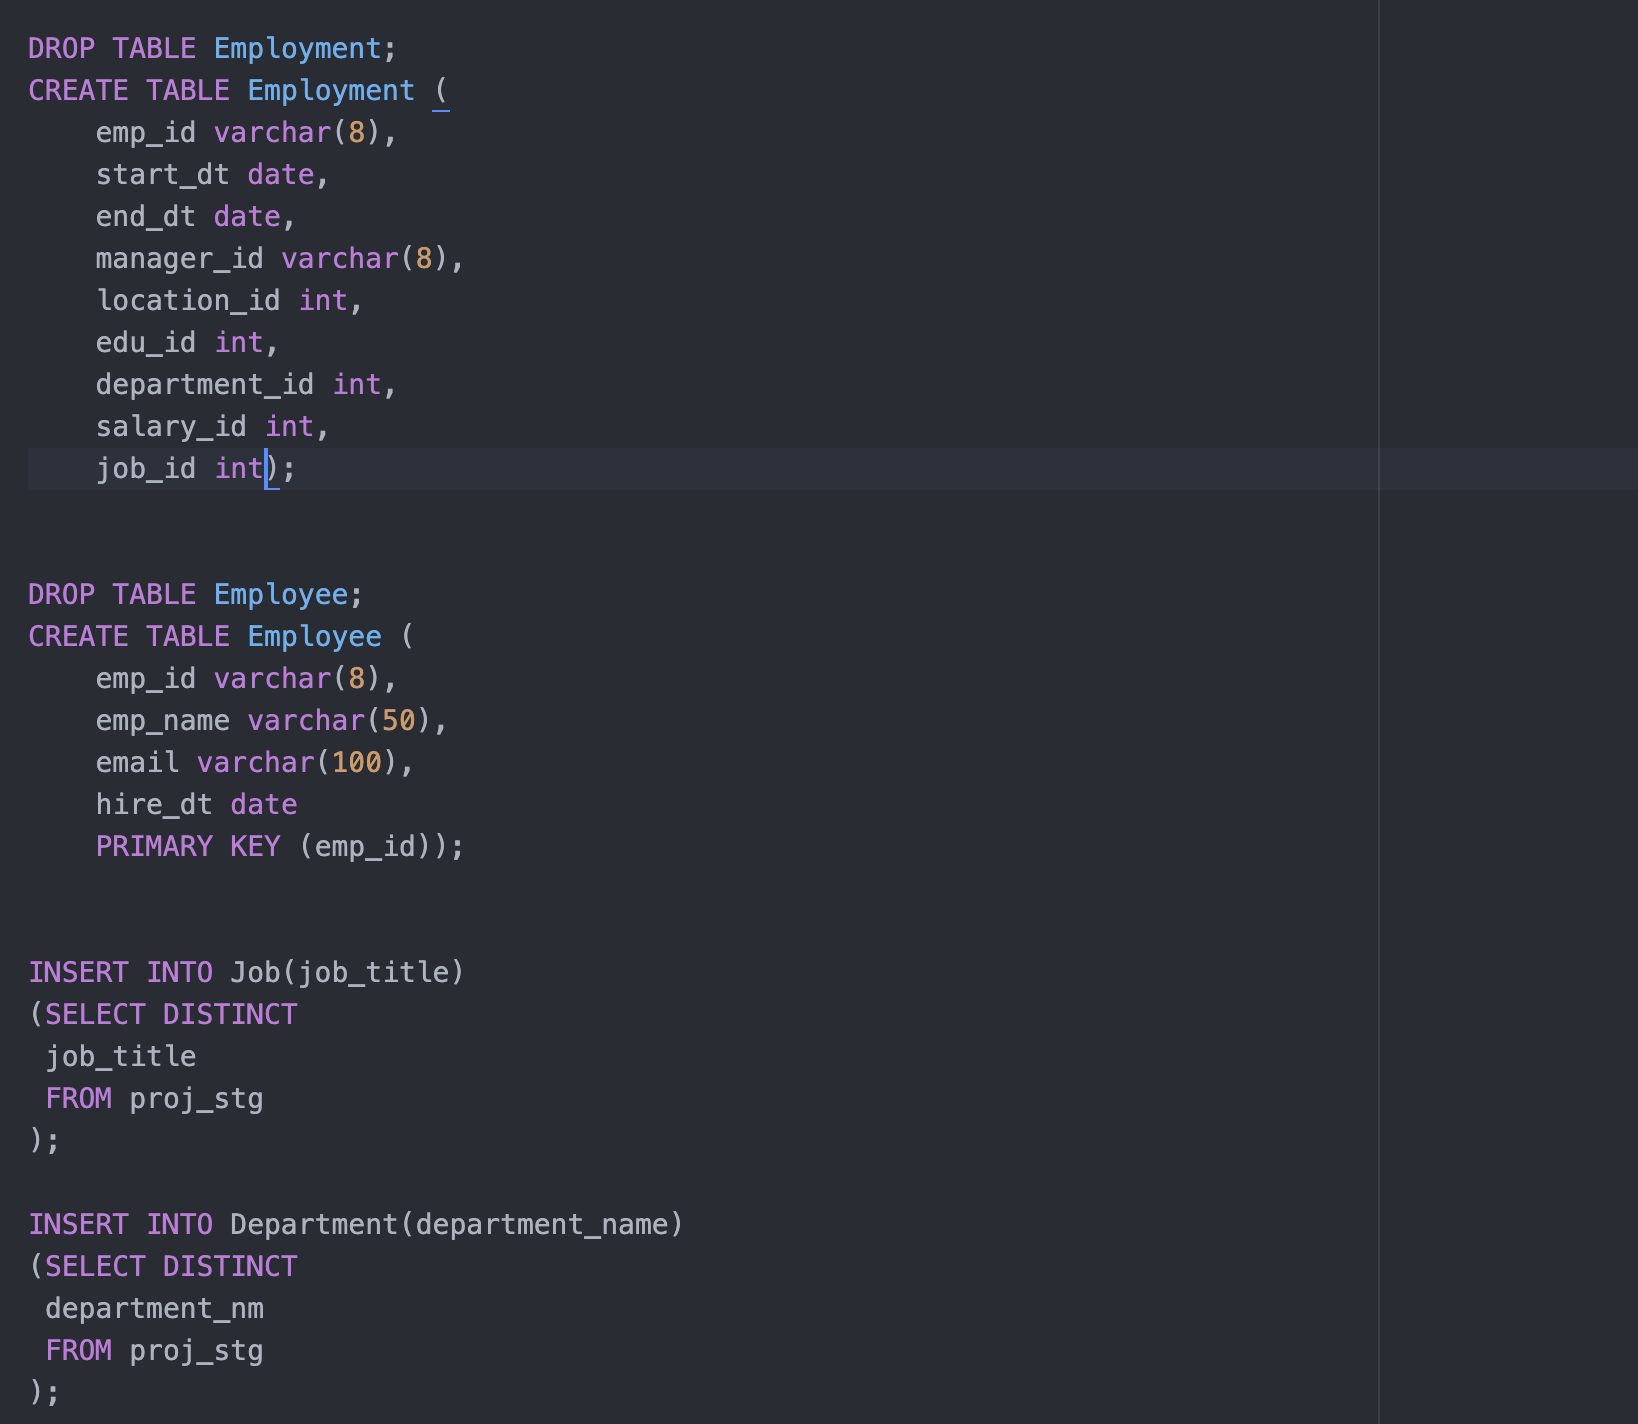 DROP TABLE Employment;
CREATE TABLE Employment (
    emp_id varchar(8),
    start_dt date,
    end_dt date,
    manager_id varchar(8),
    location_id int,
    edu_id int,
    department_id int,
    salary_id int,
    job_id int);


DROP TABLE Employee;
CREATE TABLE Employee (
    emp_id varchar(8),
    emp_name varchar(50),
    email varchar(100),
    hire_dt date
    PRIMARY KEY (emp_id));


INSERT INTO Job(job_title)
(SELECT DISTINCT
 job_title
 FROM proj_stg
);

INSERT INTO Department(department_name)
(SELECT DISTINCT
 department_nm
 FROM proj_stg
);